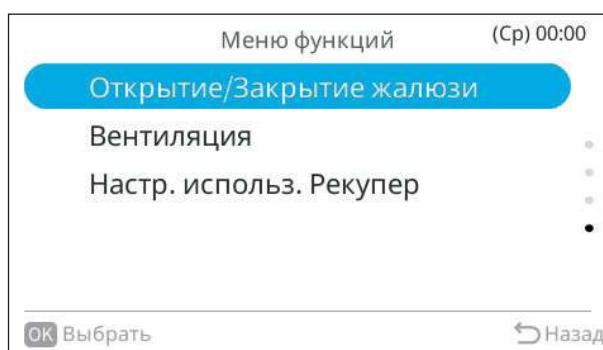 Меню функций (Ср) 00:00
Открытие/Закрытие жалюзи
Вентиляция
Настр. использ. Рекупер
OK Выбрать Назад